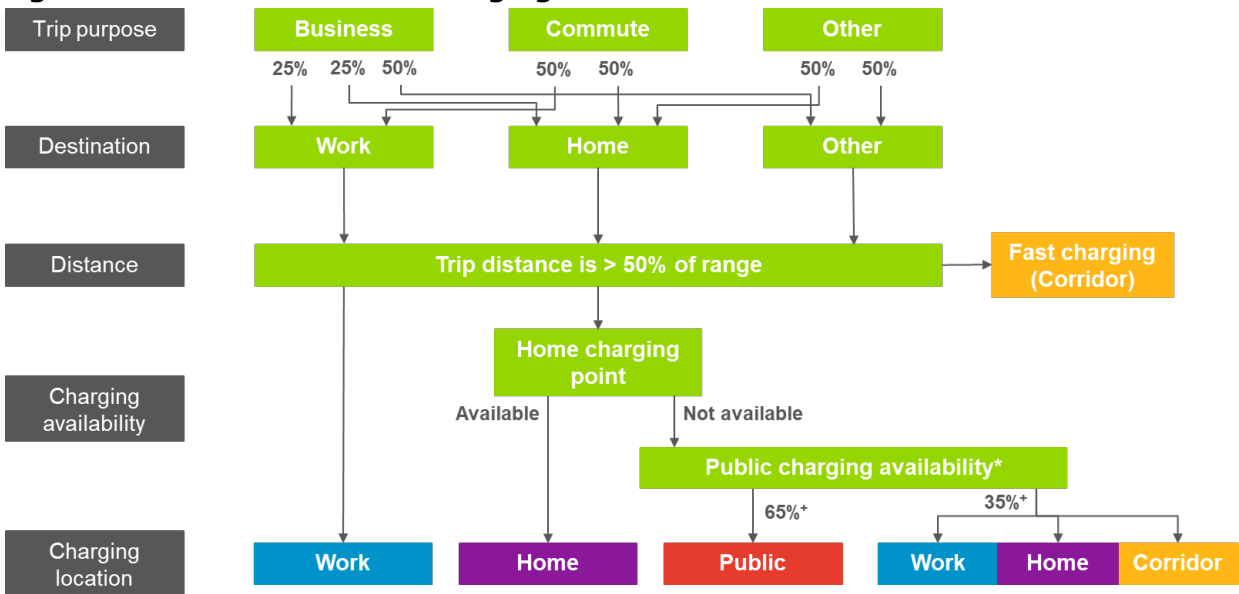 Trip purpose
Business
Commute
Other
25%
25%
50%
50%
50%
50%
50%
Destination
Work
Home
Other
Distance
Trip distance is > 50% of range
Fast charging
(Corridor)
Home charging
point
Charging
availability
Available
Not available
Public charging availability*
65%+
35%+
Charging
location
Work
Home
Public
Work
Home
Corridor